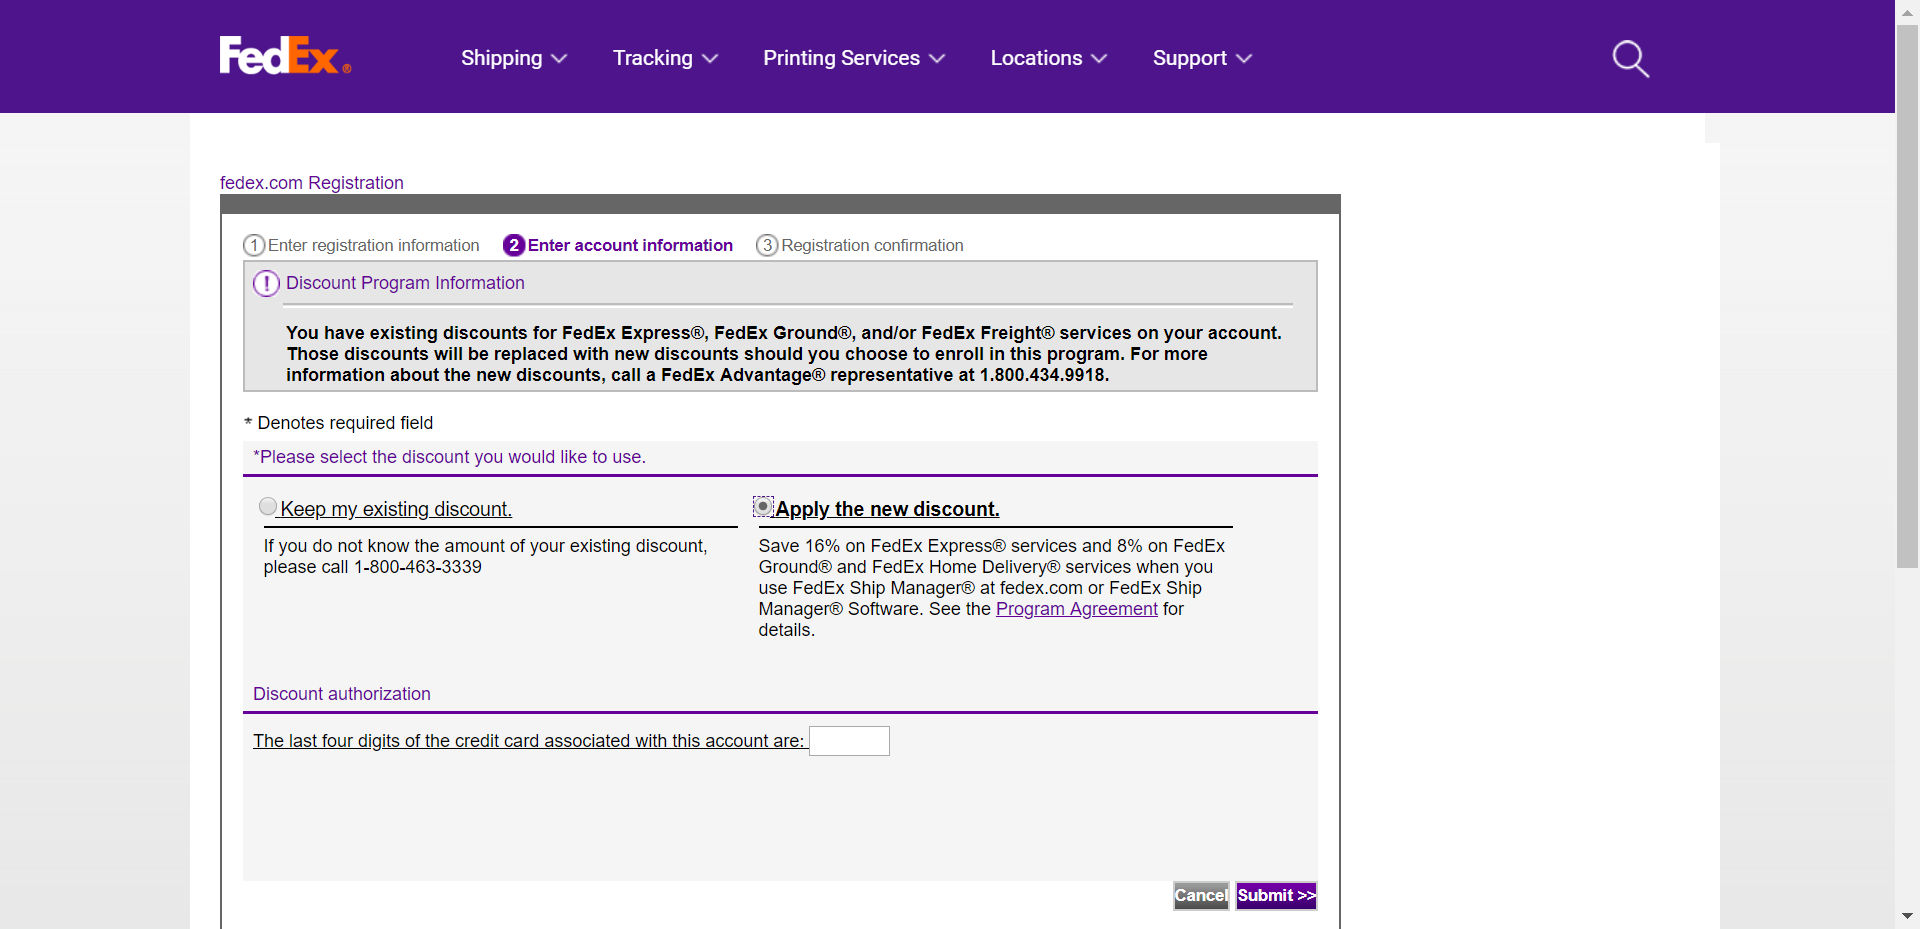 FedEx®
Shipping
Tracking
Printing Services
Locations
Support
fedex.com Registration
1 Enter registration information
2 Enter account information
3 Registration confirmation
! Discount Program Information
You have existing discounts for FedEx Express®, FedEx Ground®, and/or FedEx Freight® services on your account.
Those discounts will be replaced with new discounts should you choose to enroll in this program. For more
information about the new discounts, call a FedEx Advantage® representative at 1.800.434.9918.
* Denotes required field
*Please select the discount you would like to use.
Keep my existing discount.
If you do not know the amount of your existing discount,
please call 1-800-463-3339
Apply the new discount.
Save 16% on FedEx Express® services and 8% on FedEx
Ground® and FedEx Home Delivery® services when you
use FedEx Ship Manager® at fedex.com or FedEx Ship
Manager® Software. See the Program Agreement for
details.
Discount authorization
The last four digits of the credit card associated with this account are:
Cancel
Submit >>